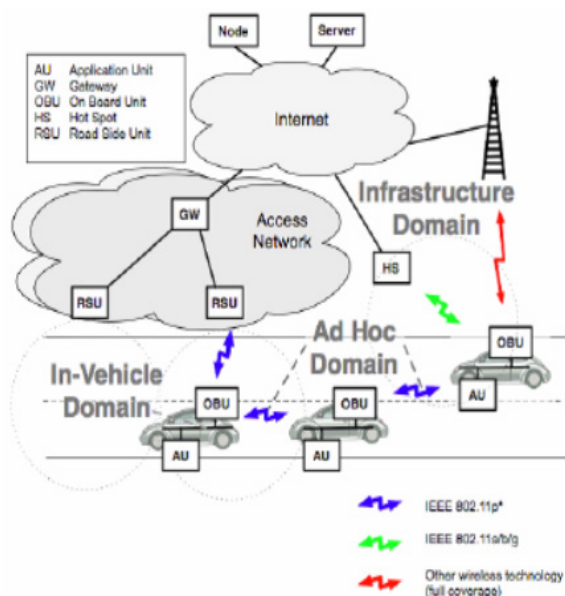 Node
Server
AU Application Unit
GW Gateway
OBU On Board Unit
HS Hot Spot
RSU Road Side Unit
Internet
Infrastructure
Domain
GW
Access
Network
HS
RSU
RSU
Ad Hoc
Domain
OBU
In-Vehicle
Domain
OBU
OBU
AU
AU
AU
IEEE 802.11p*
IEEE 802.11a/b/g
Other wireless technology
(full coverage)